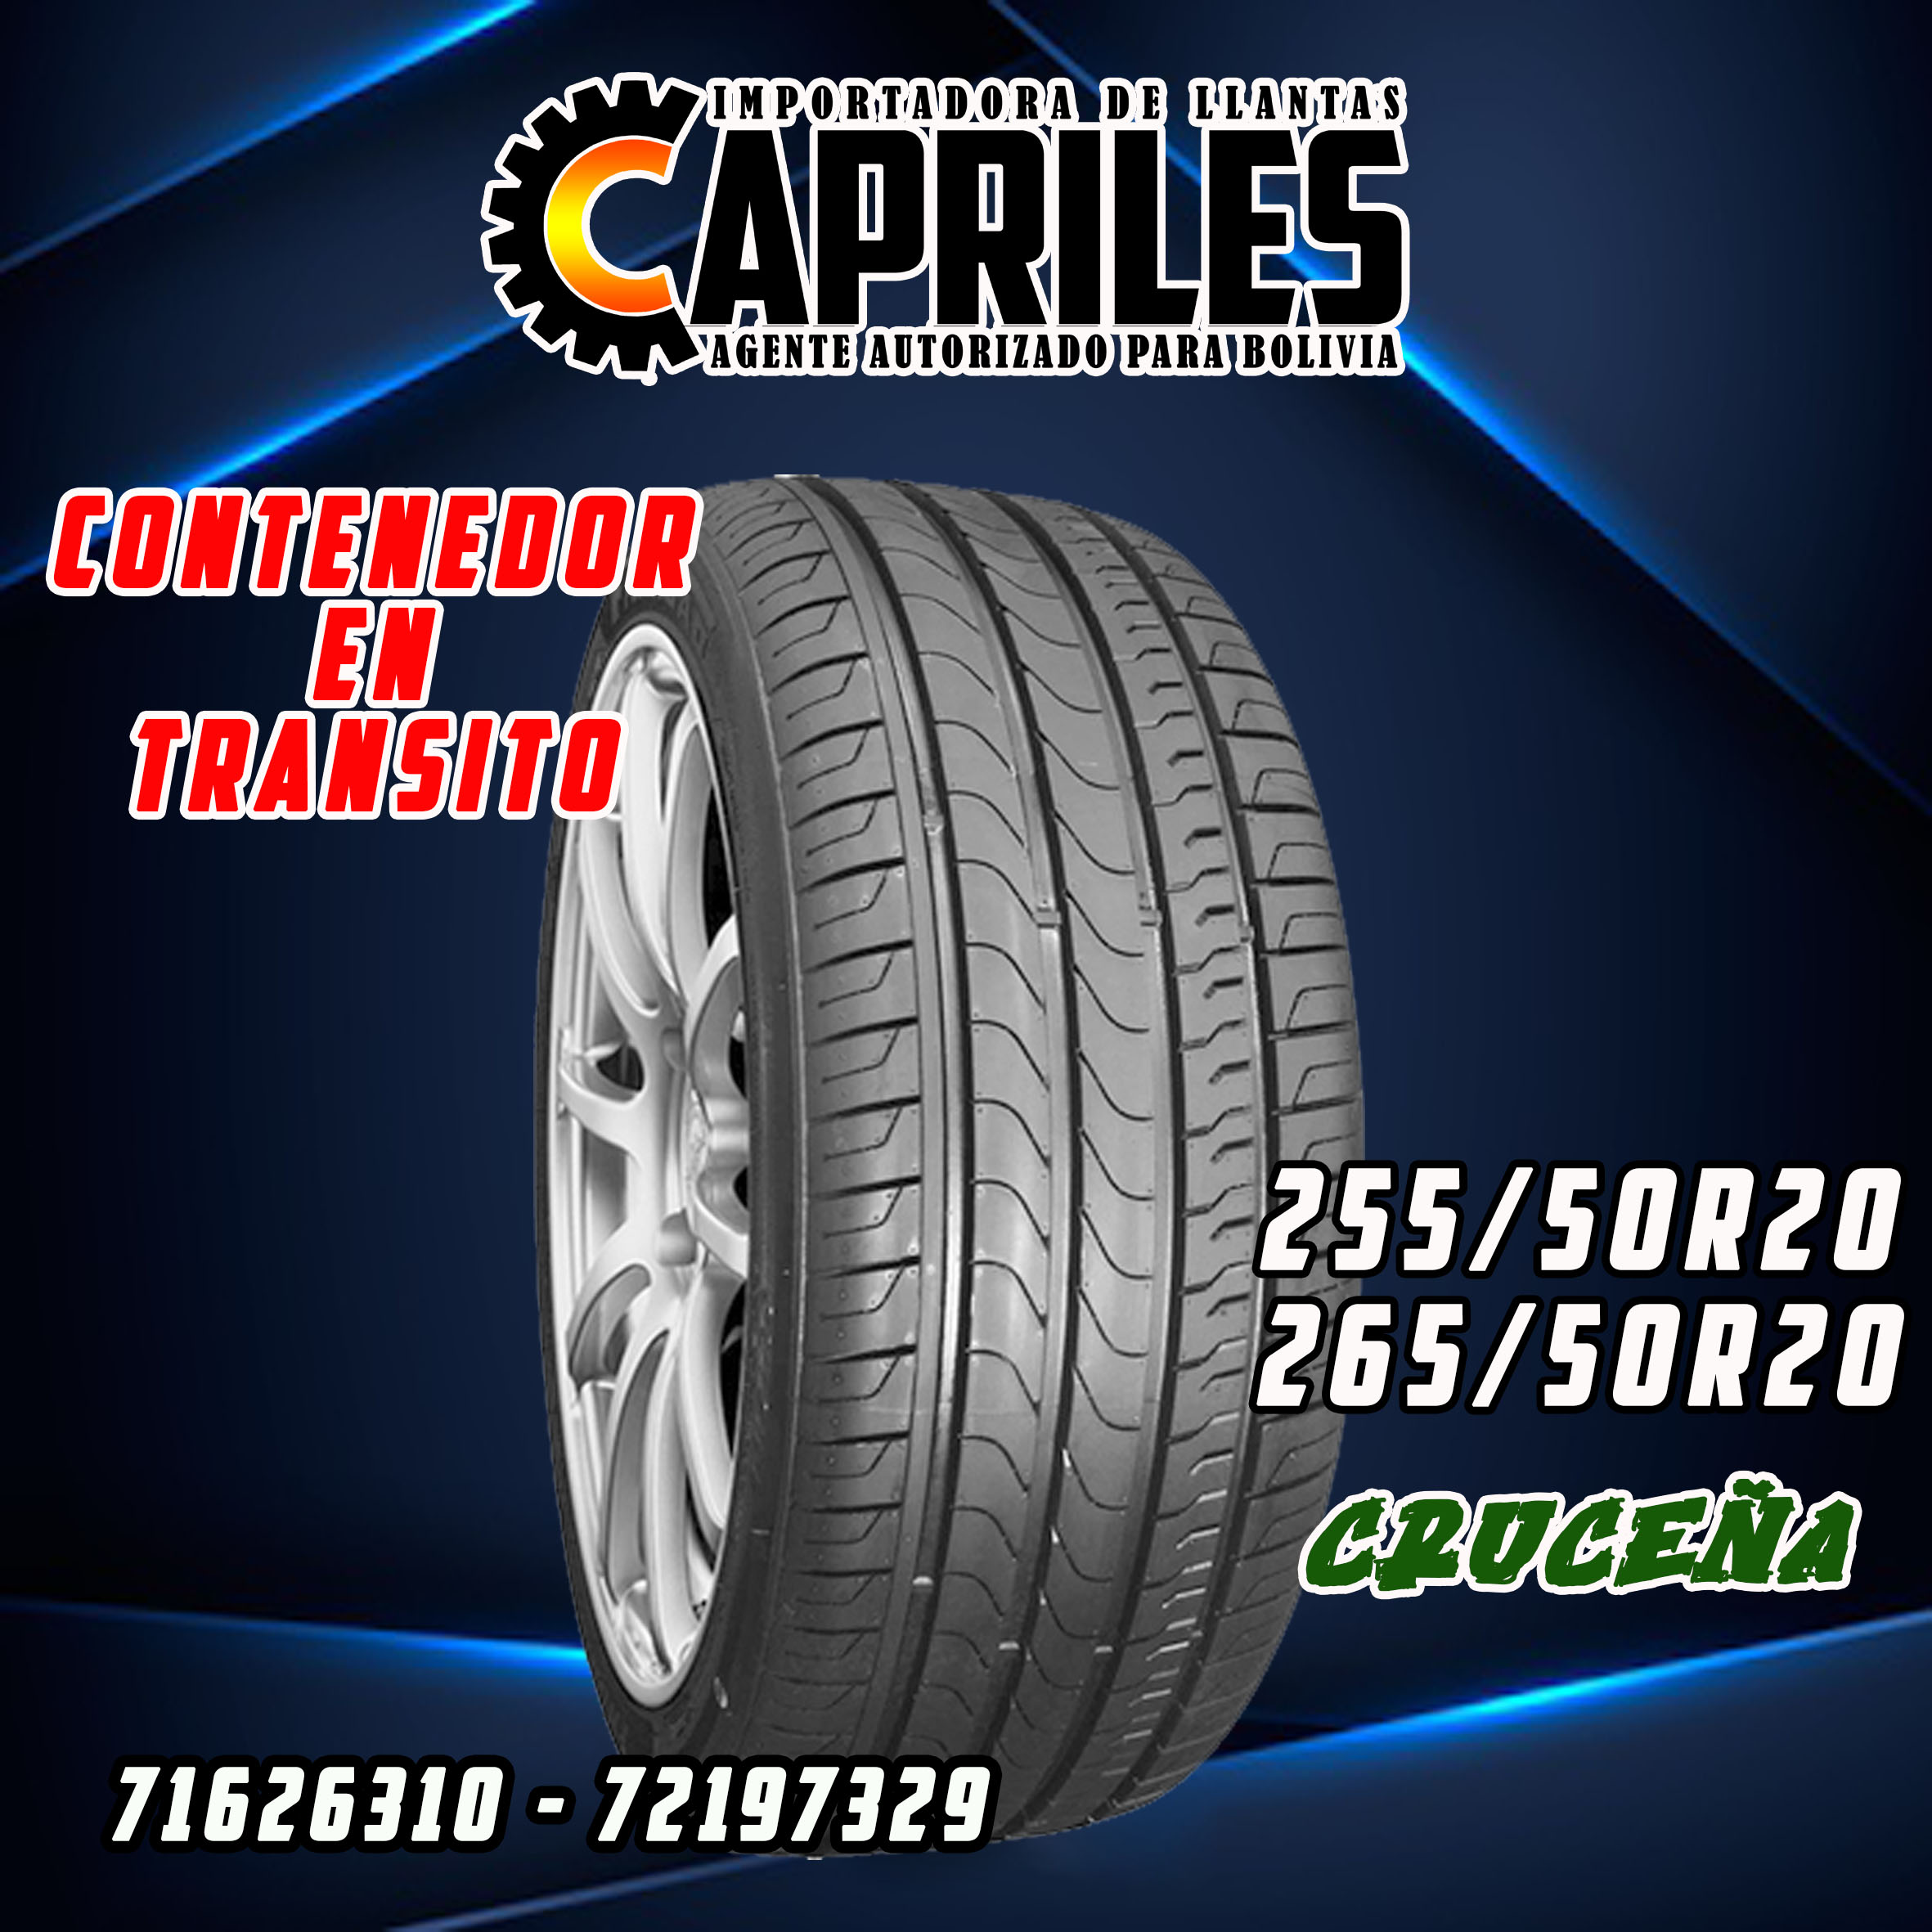 IMPORTADORA DE LLANTAS
CAPRILES
AGENTE AUTORIZADO PARA BOLIVIA
CONTENEDOR
EN
TRANSITO
255/50R20
265/50R20
CRUCEÑA
71626310 - 72197329